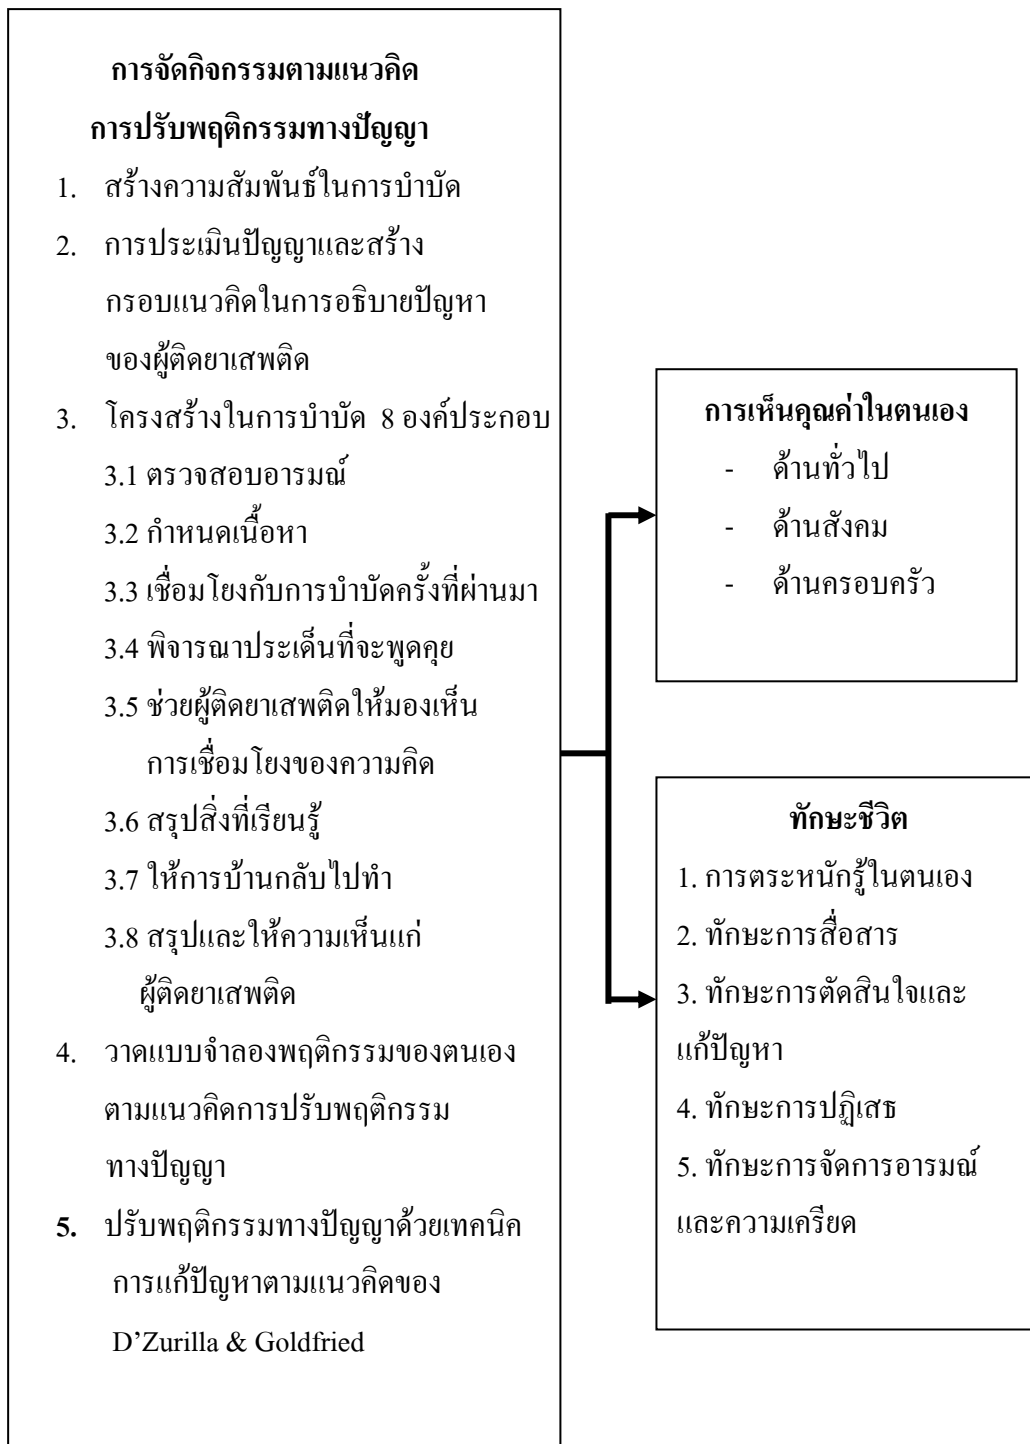 การจัดกิจกรรมตามแนวคิด
การปรับพฤติกรรมทางปัญญา
1. สร้างความสัมพันธ์ในการบำบัด
2. การประเมินปัญญาและสร้าง
กรอบแนวคิดในการอธิบายปัญหา
ของผู้ติดยาเสพติด
3. โครงสร้างในการบำบัด 8 องค์ประกอบ
3.1 ตรวจสอบอารมณ์
3.2 กำหนดเนื้อหา
3.3 เชื่อมโยงกับการบำบัดครั้งที่ผ่านมา
3.4 พิจารณาประเด็นที่จะพูดคุย
3.5 ช่วยผู้ติดยาเสพติดให้มองเห็น
การเชื่อมโยงของความคิด
3.6 สรุปสิ่งที่เรียนรู้
3.7 ให้การบ้านกลับไปทำ
3.8 สรุปและให้ความเห็นแก่
ผู้ติดยาเสพติด
4. วาดแบบจำลองพฤติกรรมของตนเอง
ตามแนวคิดการปรับพฤติกรรม
ทางปัญญา
5. ปรับพฤติกรรมทางปัญญาด้วยเทคนิค
การแก้ปัญหาตามแนวคิดของ
D’Zurilla & Goldfried
การเห็นคุณค่าในตนเอง
- ด้านทั่วไป
- ด้านสังคม
- ด้านครอบครัว
ทักษะชีวิต
1. การตระหนักรู้ในตนเอง
2. ทักษะการสื่อสาร
3. ทักษะการตัดสินใจและ
แก้ปัญหา
4. ทักษะการปฏิเสธ
5. ทักษะการจัดการอารมณ์
และความเครียด